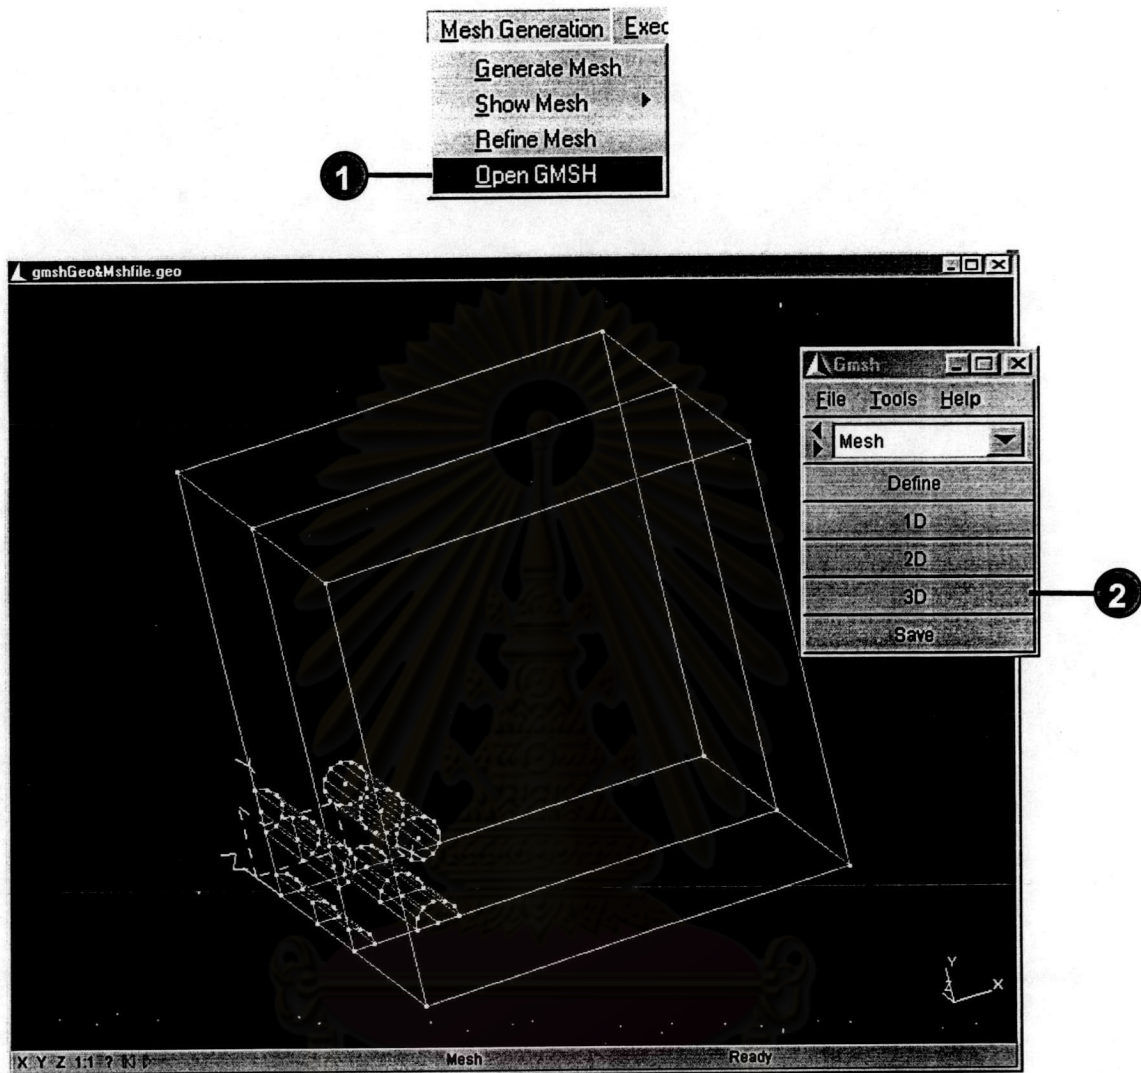 Mesh Generation Exec
Generate Mesh
Show Mesh
Refine Mesh
1
Open GMSH
gmshGeo&Mshfile.geo
Gmsh
File Tools Help
Mesh
Define
1D
2D
3D
2
Save
Y
Z
Y
Z X
X Y Z 1:1 ?
Mesh
Ready